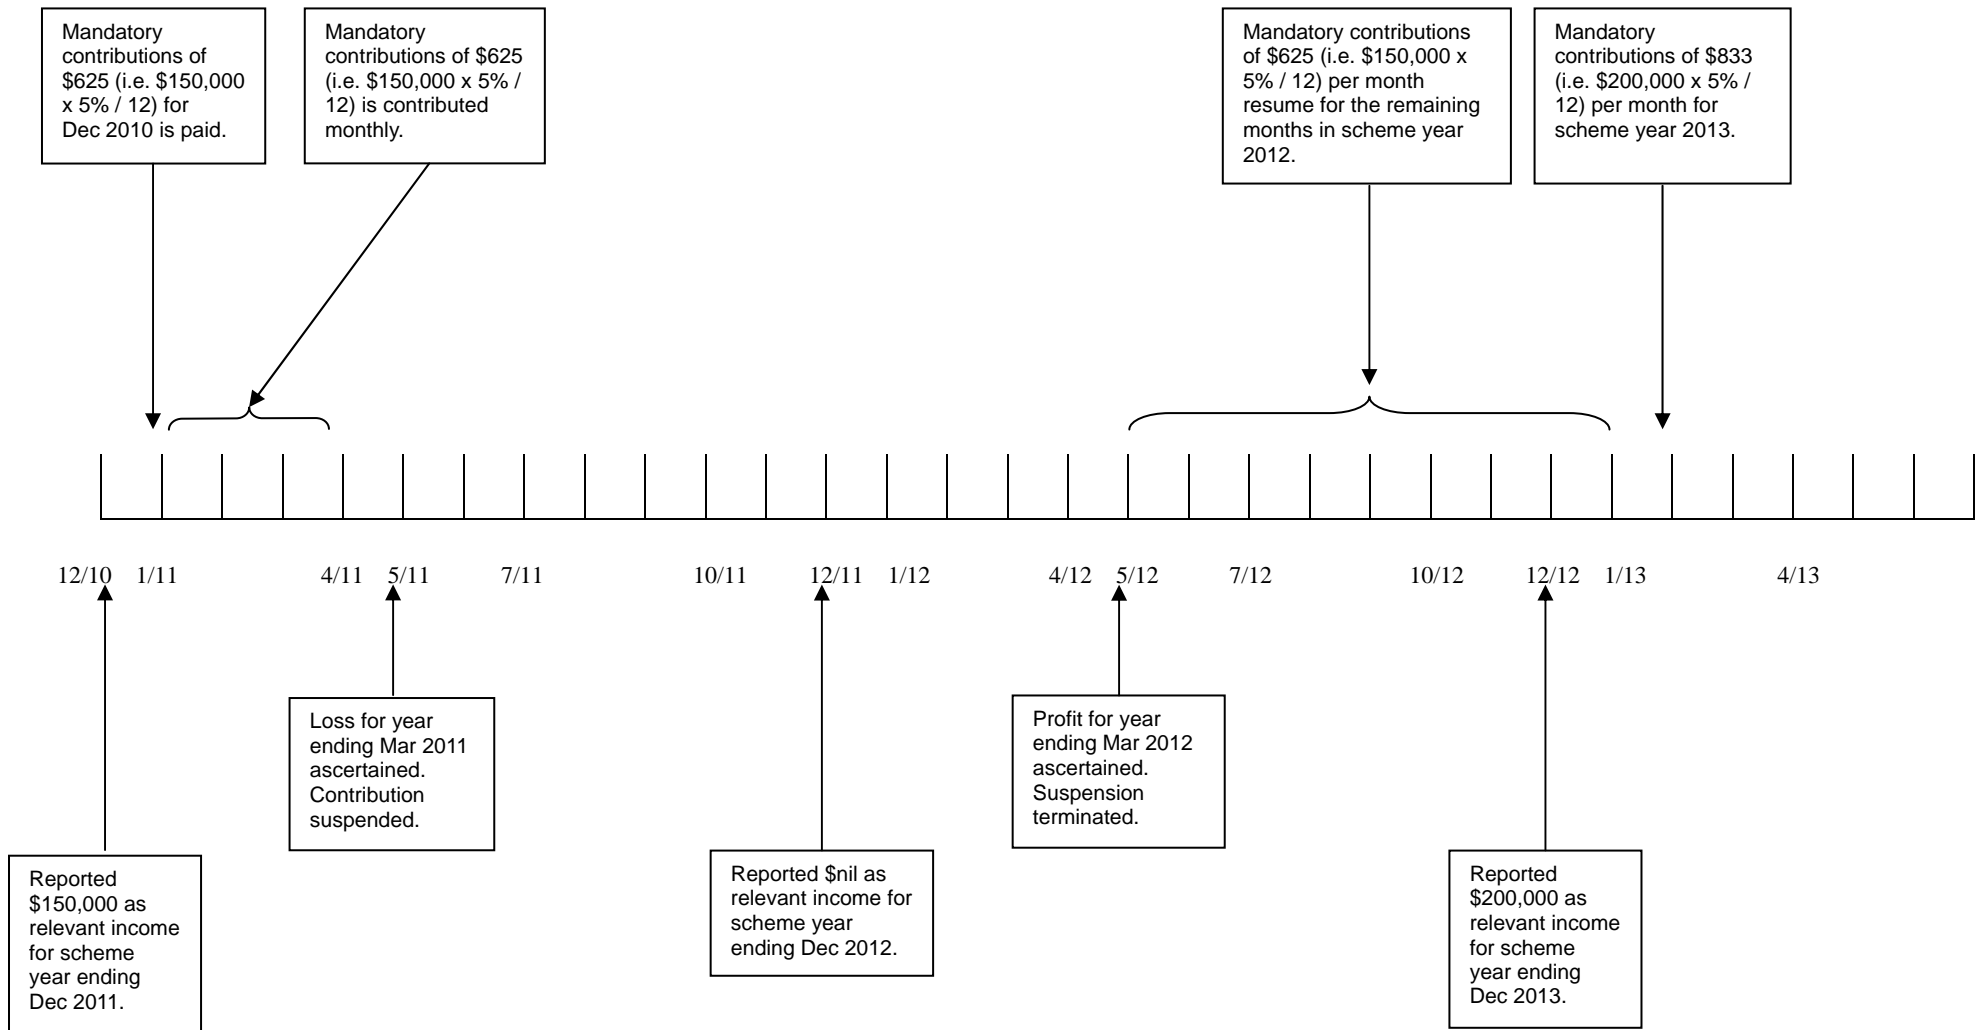 Mandatory
contributions of
$625 (i.e. $150,000
x 5% / 12) for
Dec 2010 is paid.
Mandatory
contributions of $625
(i.e. $150,000 x 5% /
12) is contributed
monthly.
Mandatory contributions
of $625 (i.e. $150,000 x
5% / 12) per month
resume for the remaining
months in scheme year
2012.
Mandatory
contributions of $833
(i.e. $200,000 x 5% /
12) per month for
scheme year 2013.
12/10 1/11 4/11 5/11 7/11 10/11 12/11 1/12 4/12 5/12 7/12 10/12 12/12 1/13 4/13
Loss for year
ending Mar 2011
ascertained.
Contribution
suspended.
Profit for year
ending Mar 2012
ascertained.
Suspension
terminated.
Reported
$150,000 as
relevant income
for scheme
year ending
Dec 2011.
Reported $nil as
relevant income for
scheme year
ending Dec 2012.
Reported
$200,000 as
relevant income
for scheme
year ending
Dec 2013.